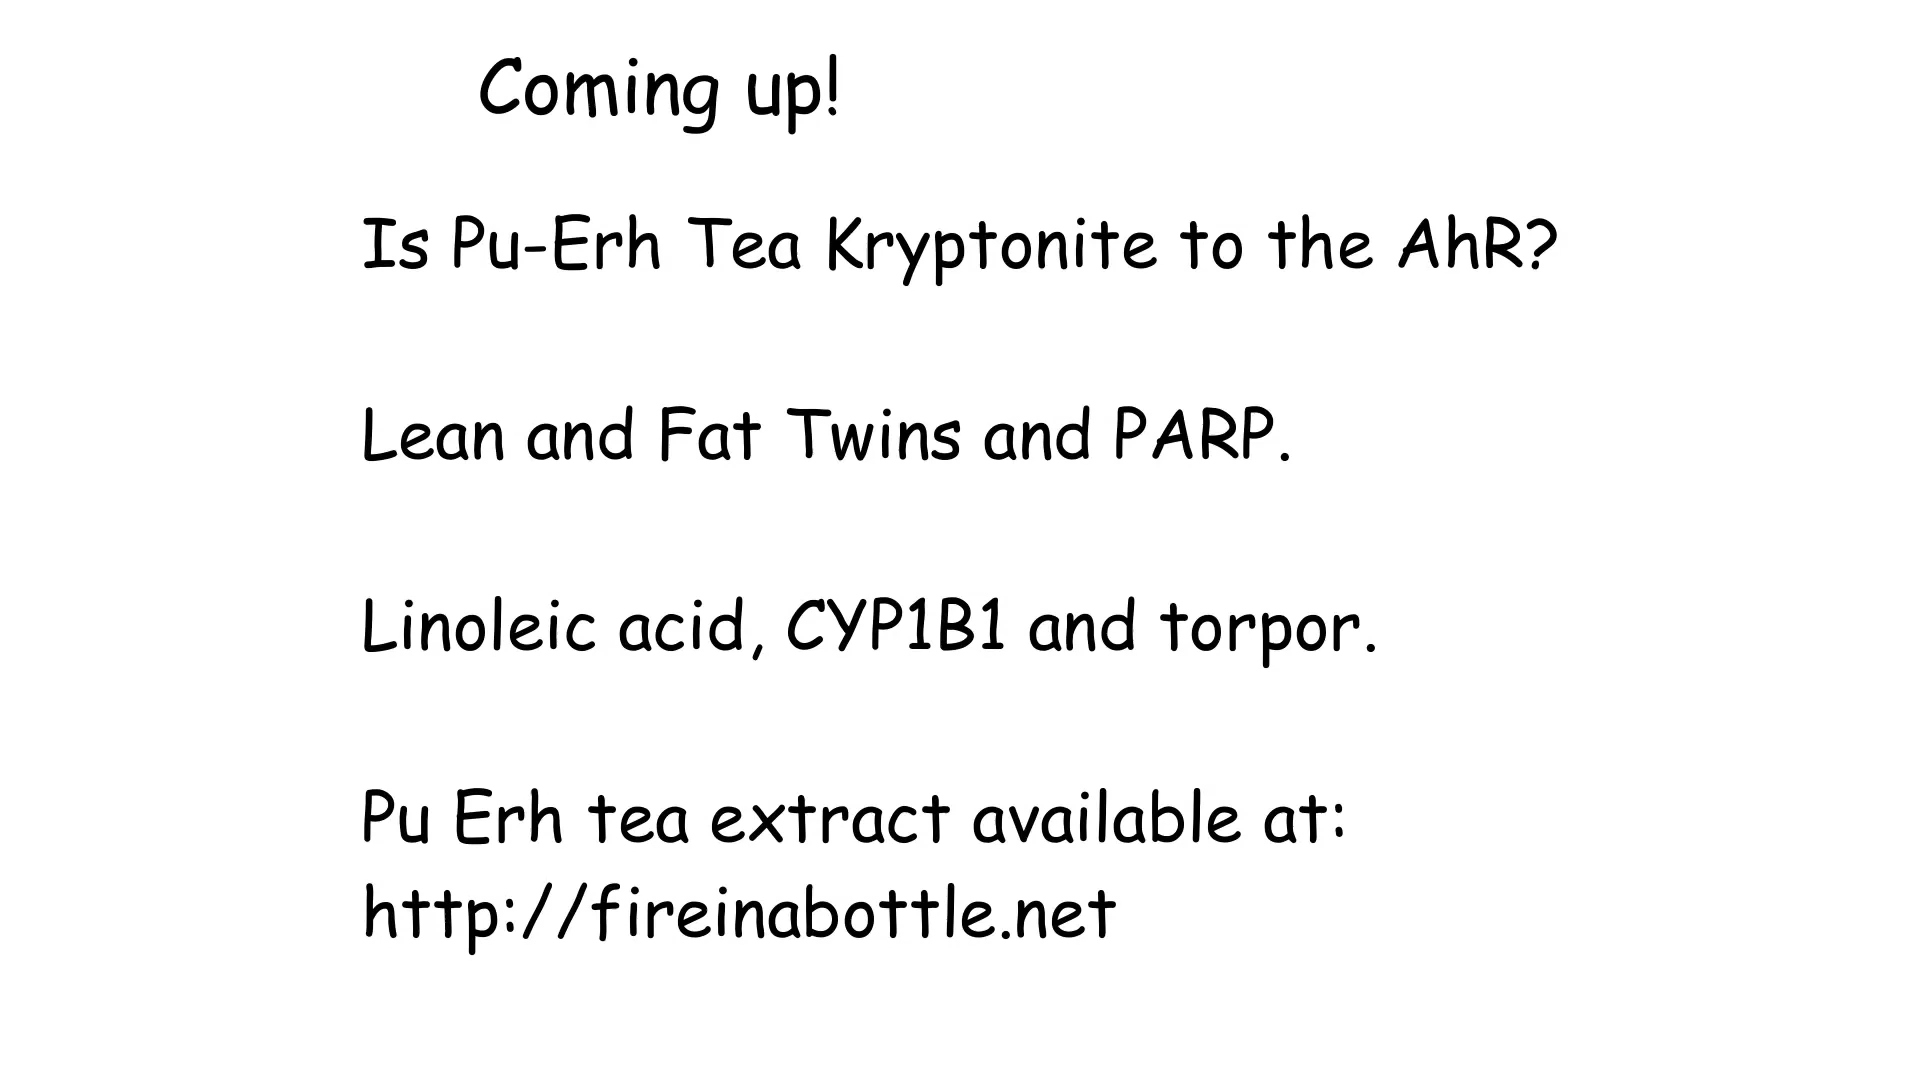 Coming up!
Is Pu-Erh Tea Kryptonite to the AhR?
Lean and Fat Twins and PARP.
Linoleic acid, CYP1B1 and torpor.
Pu Erh tea extract available at:
http://fireinabottle.net